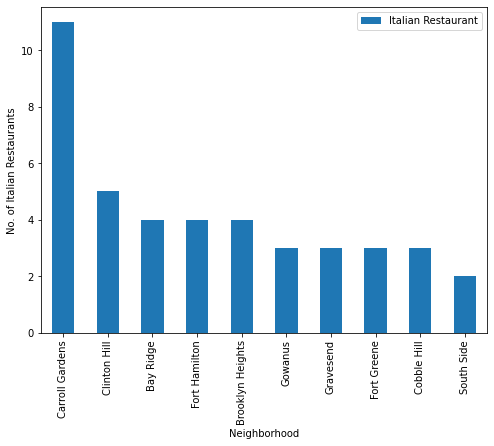 Italian Restaurant
No. of Italian Restaurants
10
8
6
4
2
0
Carroll Gardens
Clinton Hill
Bay Ridge
Fort Hamilton
Brooklyn Heights
Gowanus
Gravesend
Fort Greene
Cobble Hill
South Side
Neighborhood